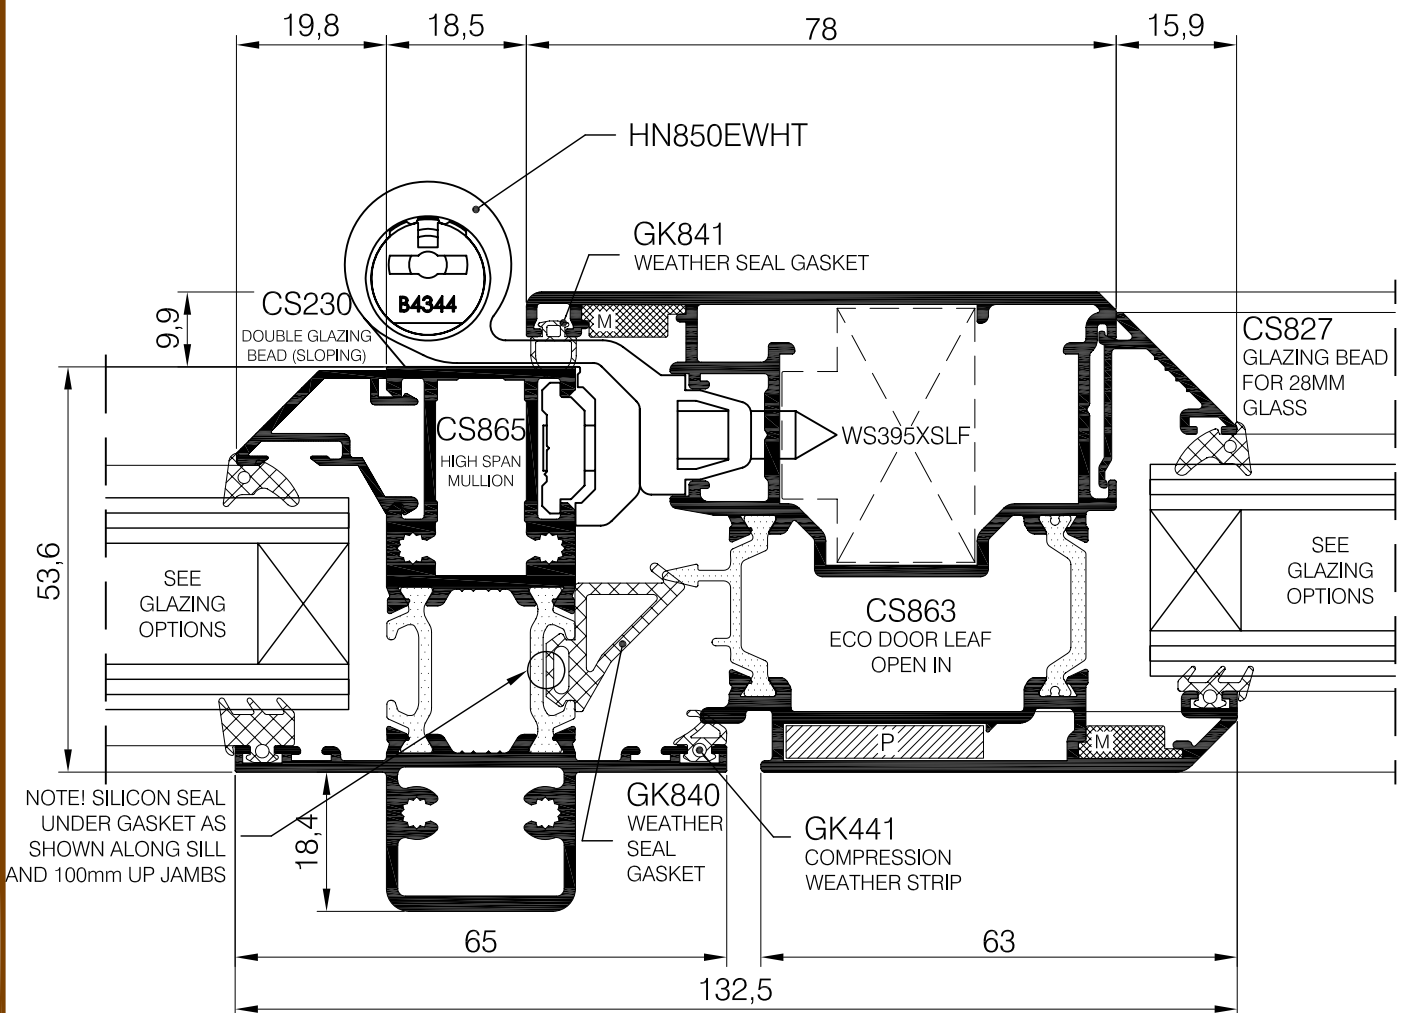 19,8
18,5
78
15,9
HN850EWHT
GK841
WEATHER SEAL GASKET
CS230
DOUBLE GLAZING
BEAD (SLOPING)
B4344
M
9,9
CS827
GLAZING BEAD
FOR 28MM
GLASS
CS865
HIGH SPAN
MULLION
WS395XSLF
53,6
SEE
GLAZING
OPTIONS
SEE
GLAZING
OPTIONS
CS863
ECO DOOR LEAF
OPEN IN
P
M
NOTE! SILICON SEAL
UNDER GASKET AS
SHOWN ALONG SILL
AND 100mm UP JAMBS
18,4
GK840
WEATHER
SEAL
GASKET
GK441
COMPRESSION
WEATHER STRIP
65
63
132,5